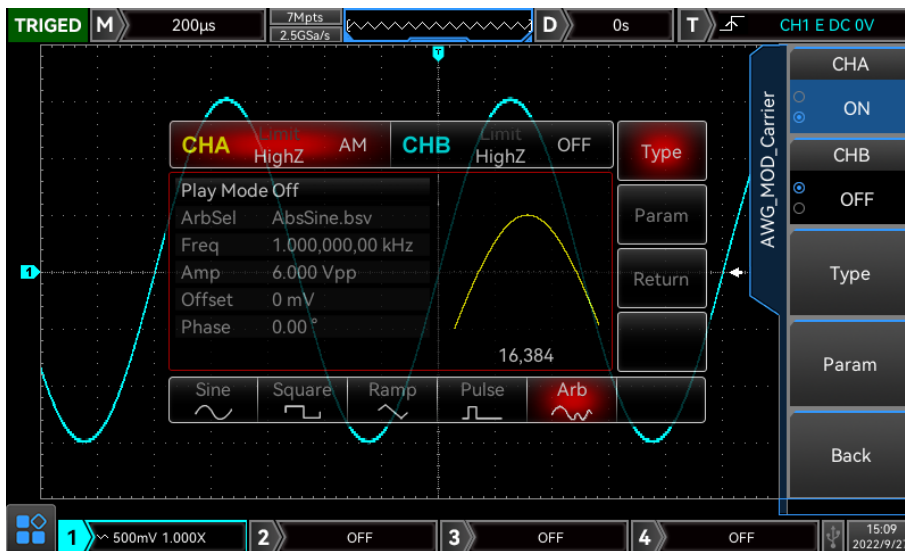 TRIGED M 200μs 7Mpts D 0s T CH1 E DC 0V
2.5GSa/s
T
CHA
ON
CHB
OFF
AWG_MOD_Carrier
Type
Param
Back
CHA Limit AM CHB Limit OFF
HighZ HighZ
Type
Param
Return
Play Mode Off
ArbSel AbsSine.bsv
Freq 1.000,000,00 kHz
Amp 6.000 Vpp
Offset 0 mV
Phase 0.00 °
16,384
Sine Square Ramp Pulse Arb
1
1 500mV 1.000X 2 OFF 3 OFF 4 OFF 15:09